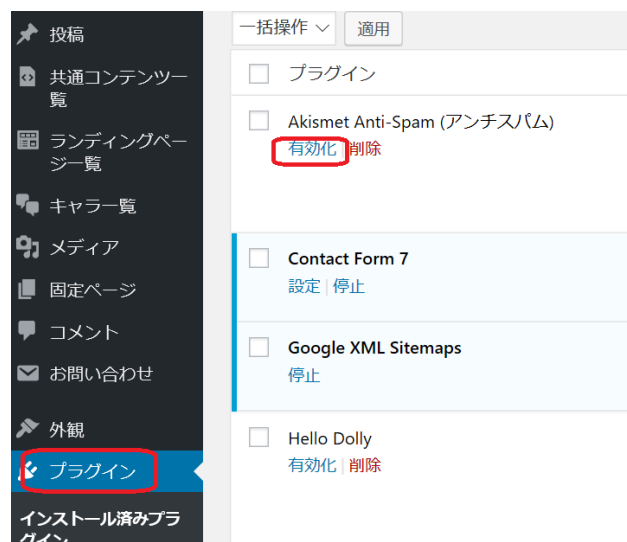 投稿
共通コンテンツ一
覧
ランディングペー
ジ一覧
キャラ一覧
メディア
固定ページ
コメント
お問い合わせ
外観
プラグイン
インストール済みプラ
グイン
一括操作 適用
プラグイン
Akismet Anti-Spam (アンチスパム)
有効化 | 削除
Contact Form 7
設定 | 停止
Google XML Sitemaps
停止
Hello Dolly
有効化 | 削除